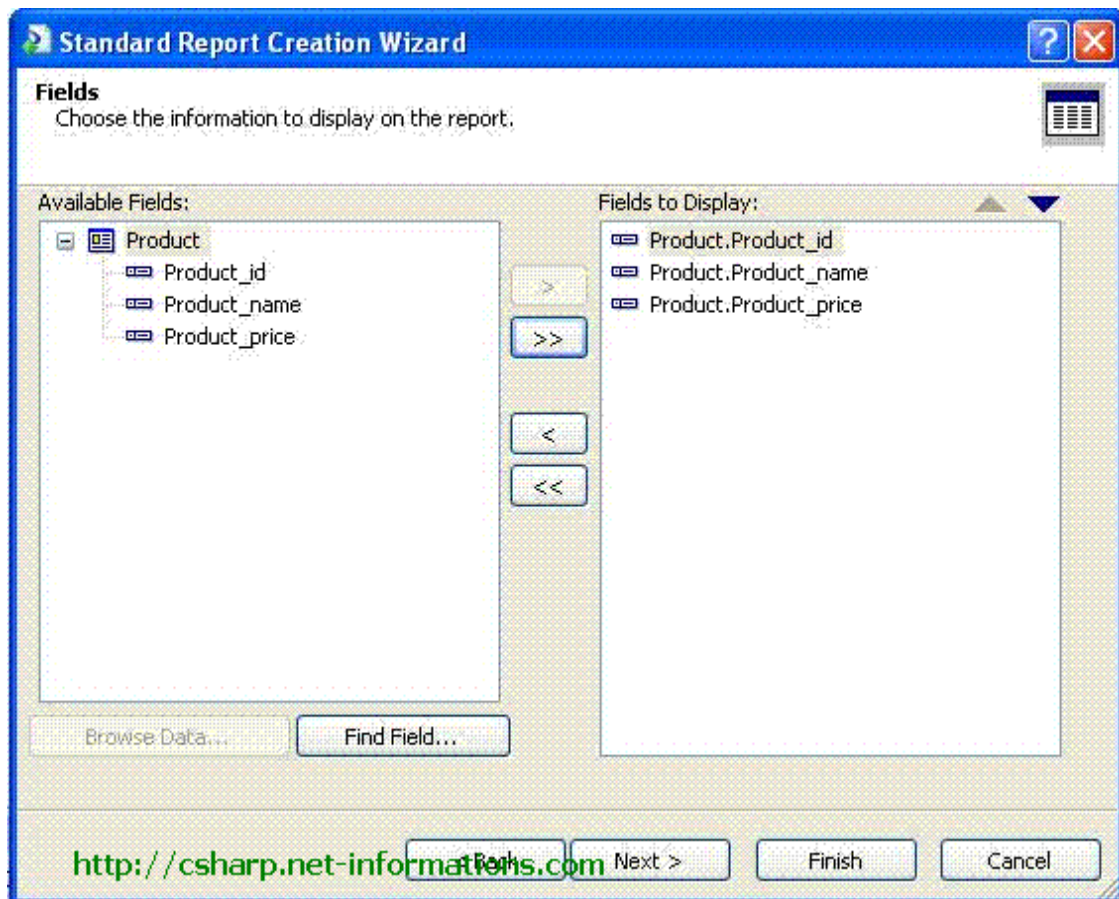 Standard Report Creation Wizard
?
Fields
Choose the information to display on the report.
Available Fields:
Product
Product_id
Product_name
Product_price
>
>>
<
<<
Fields to Display:
Product.Product_id
Product.Product_name
Product.Product_price
Browse Data...
Find Field...
http://csharp.net-informations.com
< Back
Next >
Finish
Cancel